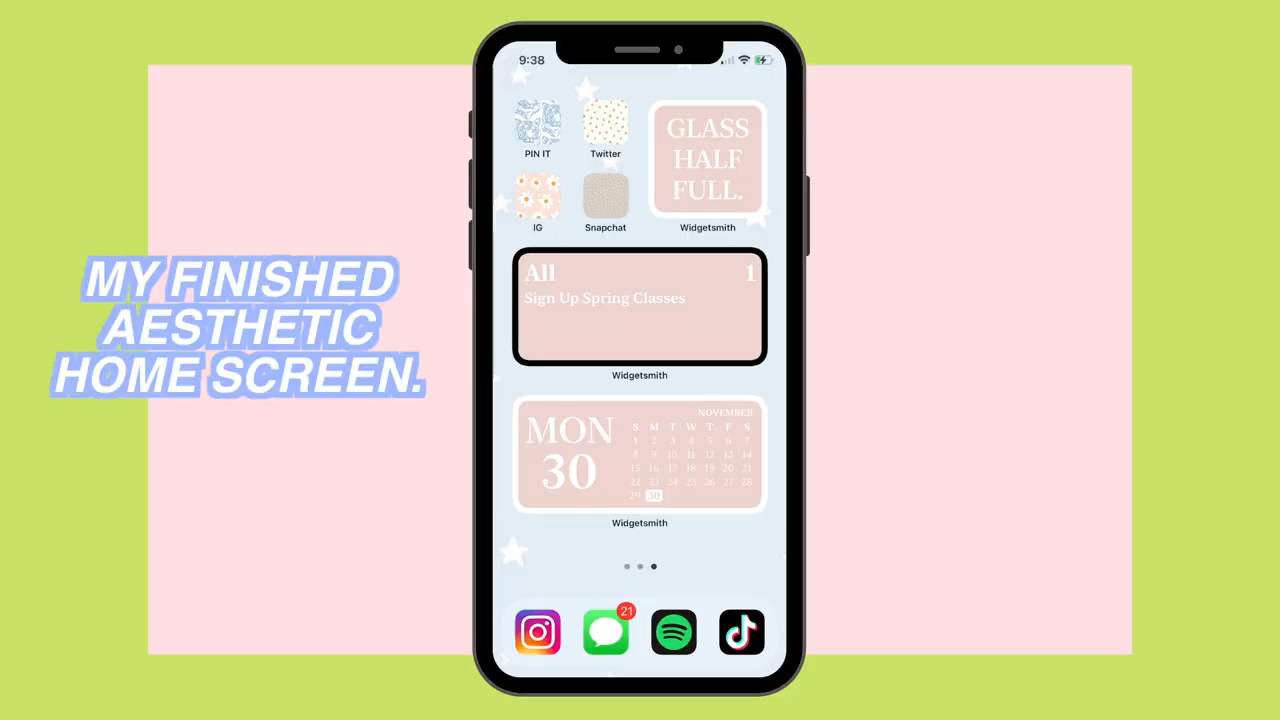 MY FINISHED
AESTHETIC
HOME SCREEN.
9:38
PIN IT
Twitter
IG
Snapchat
GLASS
HALF
FULL.
Widgetsmith
All 1
Sign Up Spring Classes
Widgetsmith
MON
30
NOVEMBER
S M T W T F S
1 2 3 4 5 6 7
8 9 10 11 12 13 14
15 16 17 18 19 20 21
22 23 24 25 26 27 28
29 30
Widgetsmith
21